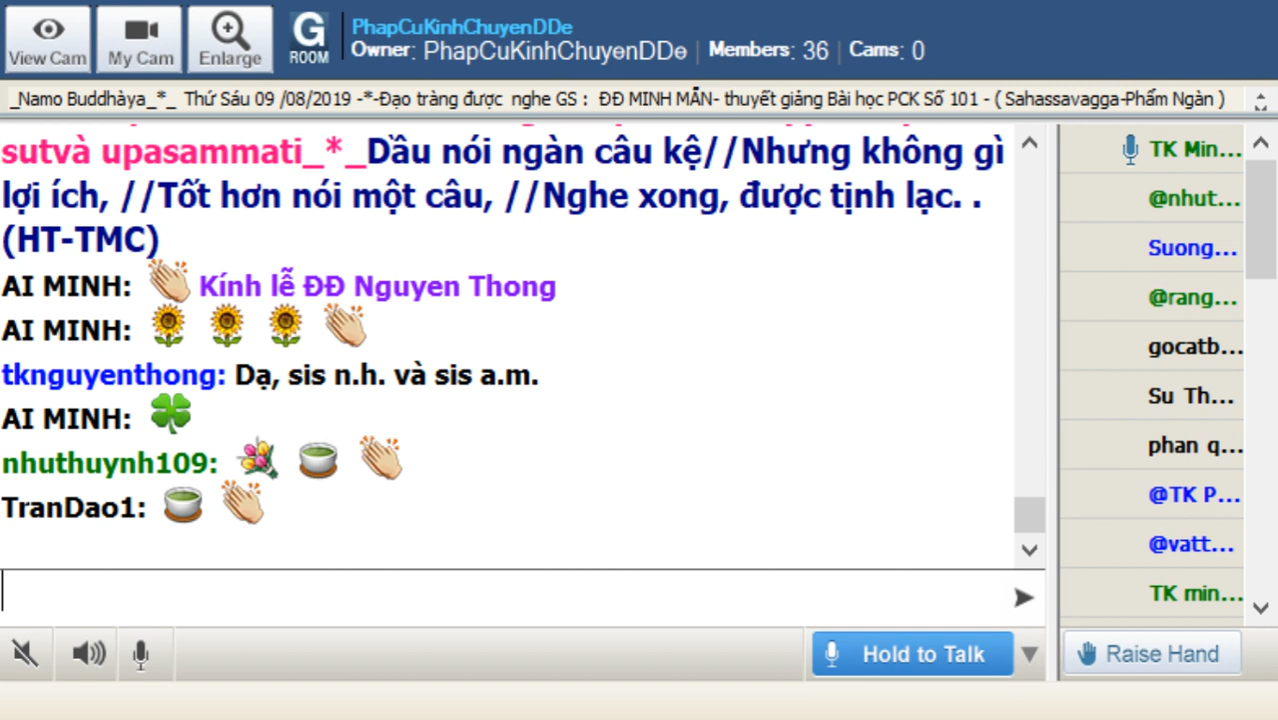 View Cam
My Cam
Enlarge
G
ROOM
PhapCuKinhChuyenDDe
Owner: PhapCuKinhChuyenDDe | Members: 36 | Cams: 0
_Namo Buddhàya_*_ Thứ Sáu 09 /08/2019 -*-Đạo tràng được nghe GS : ĐĐ MINH MẪN- thuyết giảng Bài học PCK Số 101 - ( Sahassavagga-Phẩm Ngàn )
sutvà upasammati_*_Dầu nói ngàn câu kệ//Nhưng không gì
lợi ích, //Tốt hơn nói một câu, //Nghe xong, được tịnh lạc. .
(HT-TMC)
AI MINH: Kính lễ ĐĐ Nguyen Thong
AI MINH:
tknguyenthong: Dạ, sis n.h. và sis a.m.
AI MINH:
nhuthuynh109:
TranDao1:
TK Min...
@nhut...
Suong...
@rang...
gocatb...
Su Th...
phan q...
@TK P...
@vatt...
TK min...
Hold to Talk
Raise Hand